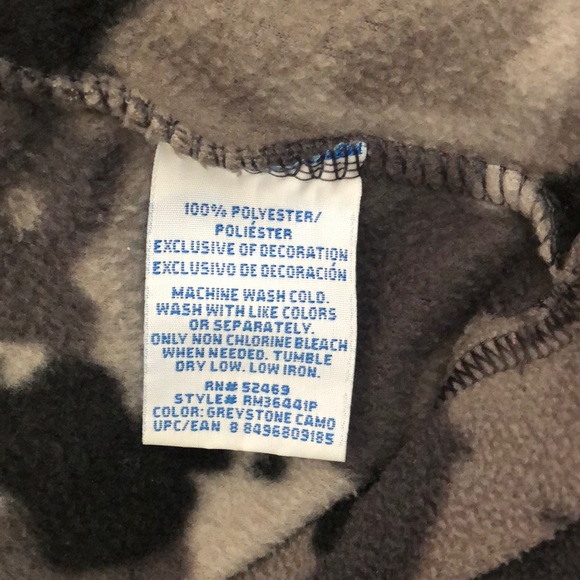 100% POLYESTER/
POLIÉSTER
EXCLUSIVE OF DECORATION
EXCLUSIVO DE DECORACIÓN
MACHINE WASH COLD.
WASH WITH LIKE COLORS
OR SEPARATELY.
ONLY NON CHLORINE BLEACH
WHEN NEEDED. TUMBLE
DRY LOW. LOW IRON.
RN# 52469
STYLE# RM36441P
COLOR: GREYSTONE CAMO
UPC/EAN 8 8496809185